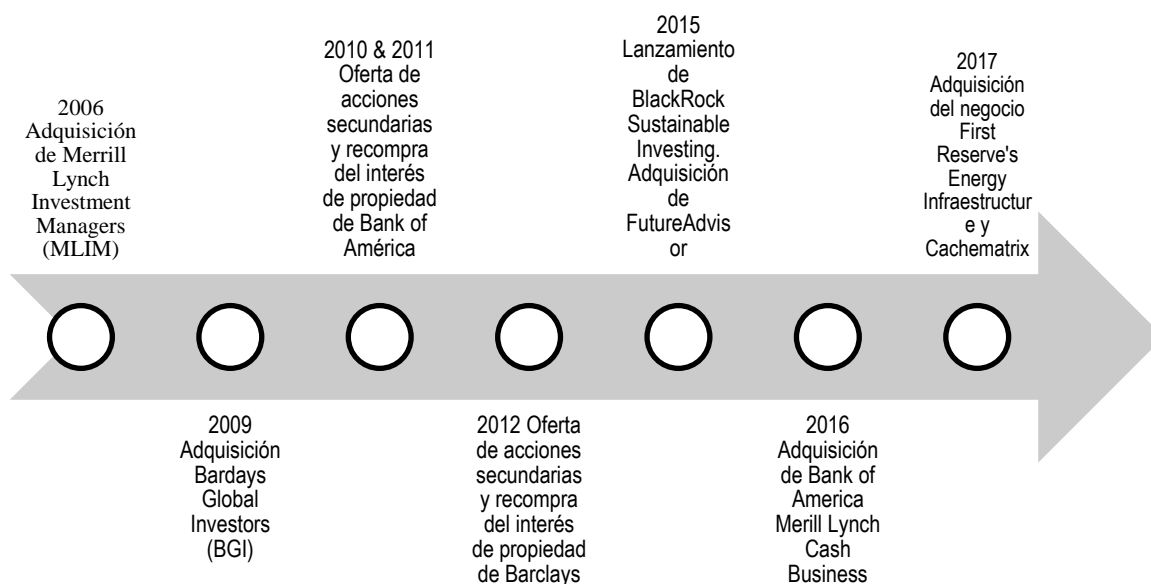 2006
Adquisición
de Merrill
Lynch
Investment
Managers
(MLIM)
2009
Adquisición
Bardays
Global
Investors
(BGI)
2010 & 2011
Oferta de
acciones
secundarias
y recompra
del interés
de propiedad
de Bank of
América
2012 Oferta
de acciones
secundarias
y recompra
del interés
de propiedad
de Barclays
2015
Lanzamiento
de
BlackRock
Sustainable
Investing.
Adquisición
de
FutureAdvis
or
2016
Adquisición
de Bank of
America
Merill Lynch
Cash
Business
2017
Adquisición
del negocio
First
Reserve's
Energy
Infraestructur
e y
Cachematrix